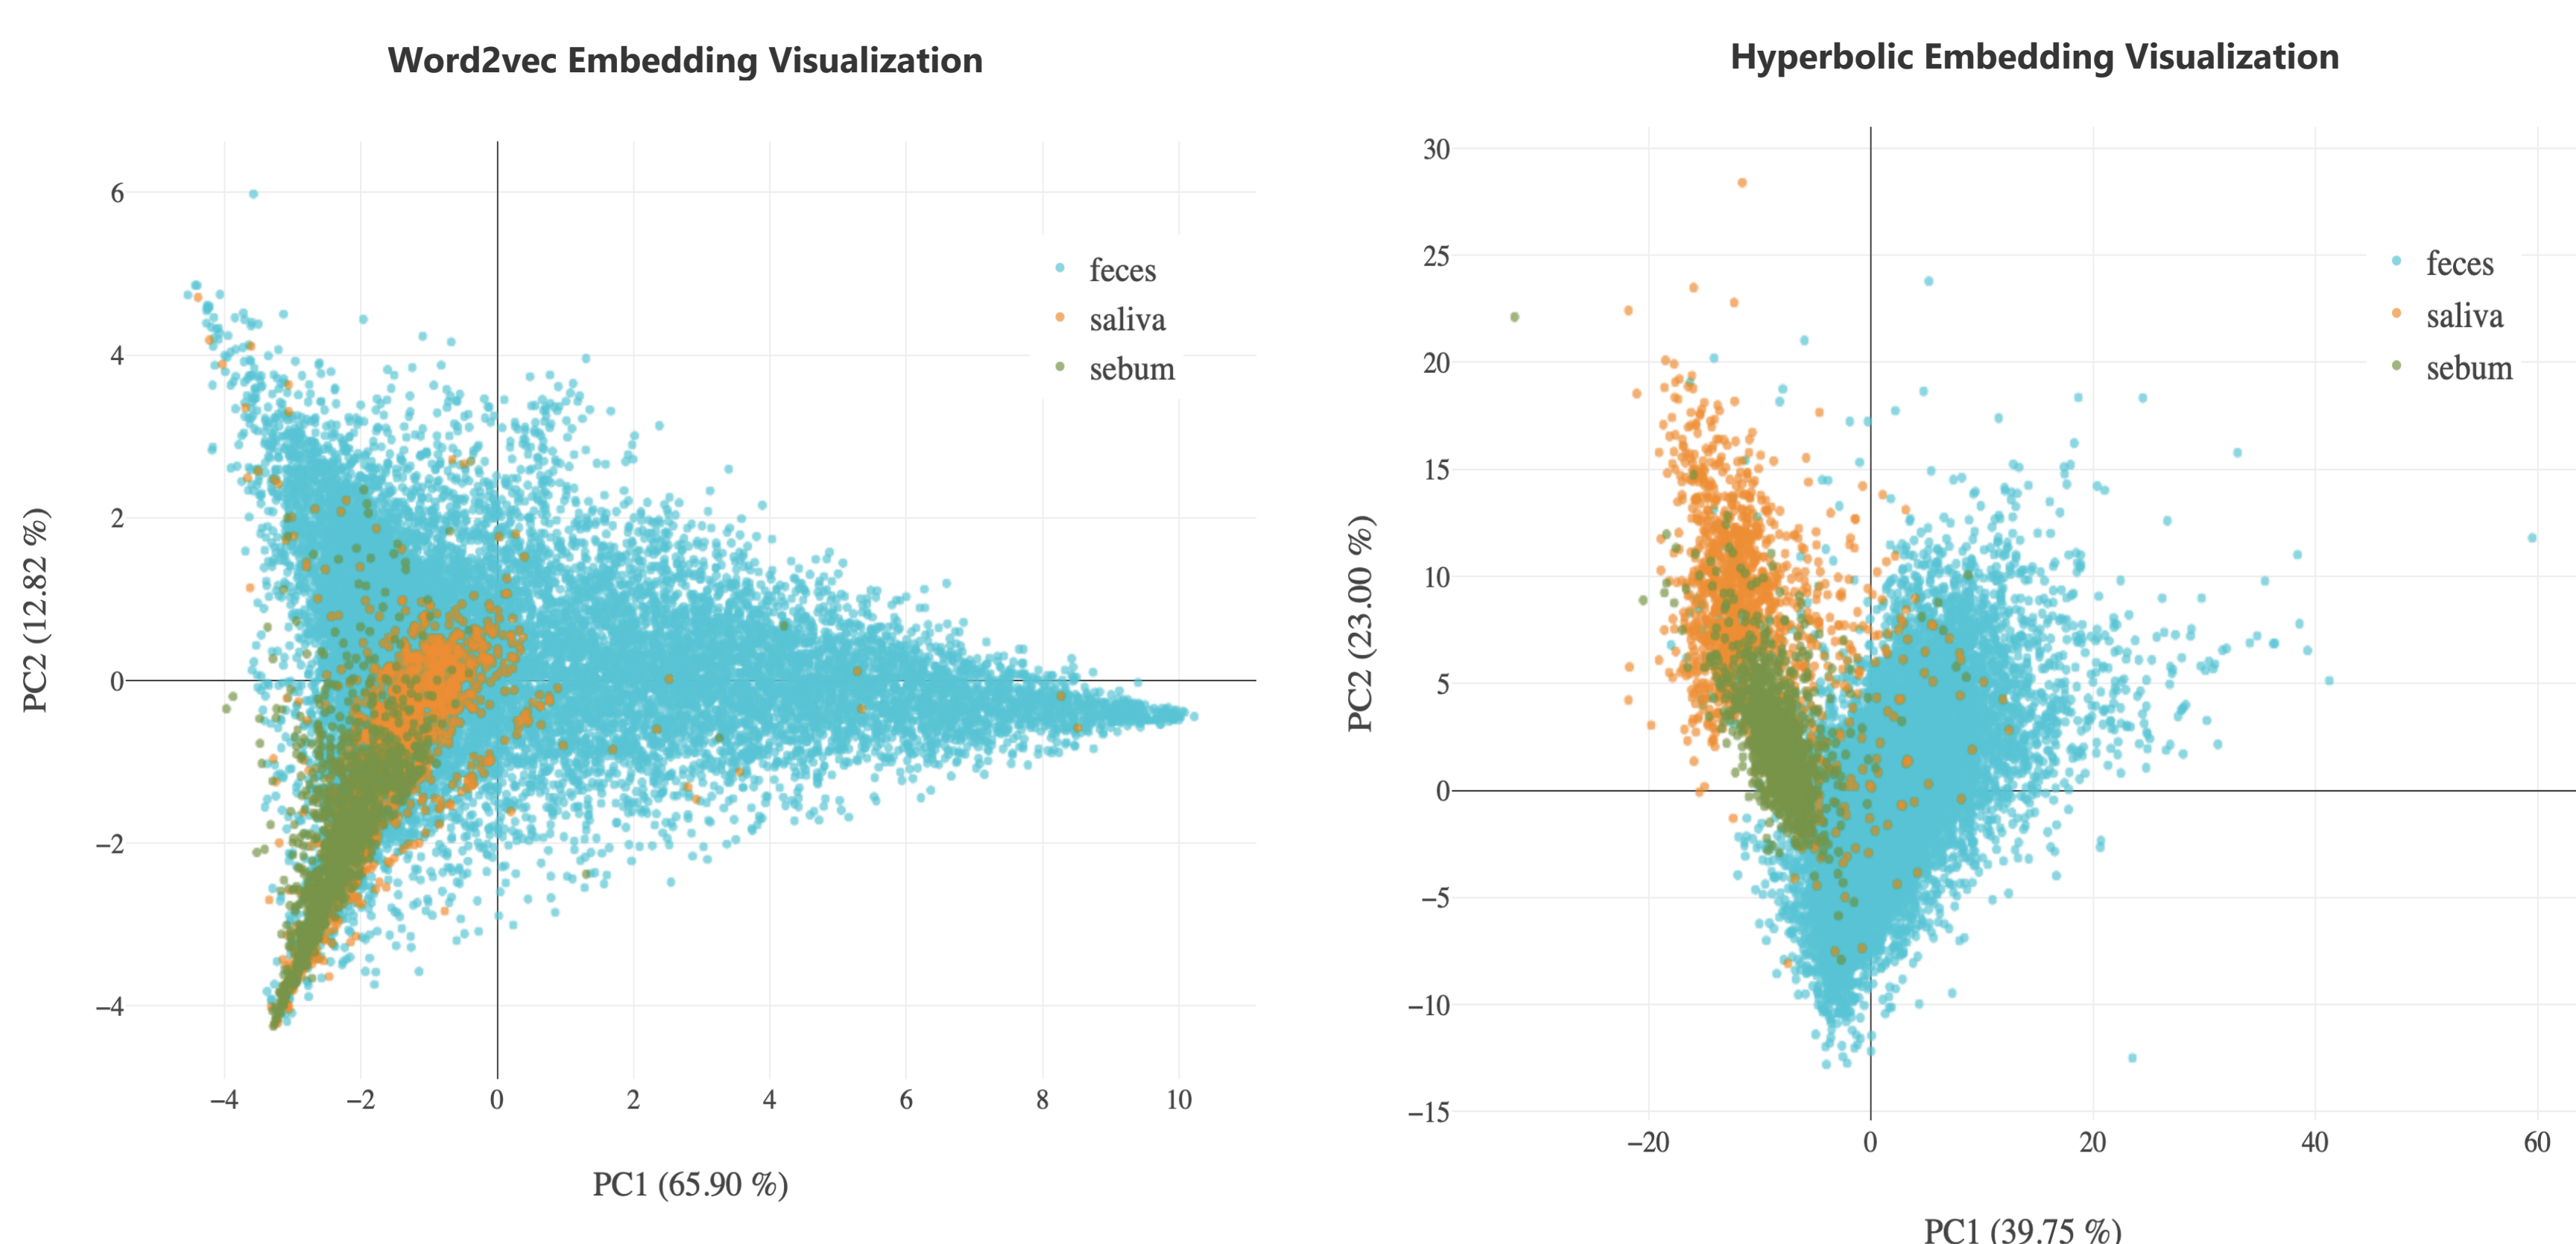 Word2vec Embedding Visualization
6
4
2
0
−2
−4
PC2 (12.82 %)
feces
saliva
sebum
−4 −2 0 2 4 6 8 10
PC1 (65.90 %)
Hyperbolic Embedding Visualization
30
25
20
15
10
5
0
−5
−10
−15
PC2 (23.00 %)
feces
saliva
sebum
−20 0 20 40 60
PC1 (39.75 %)